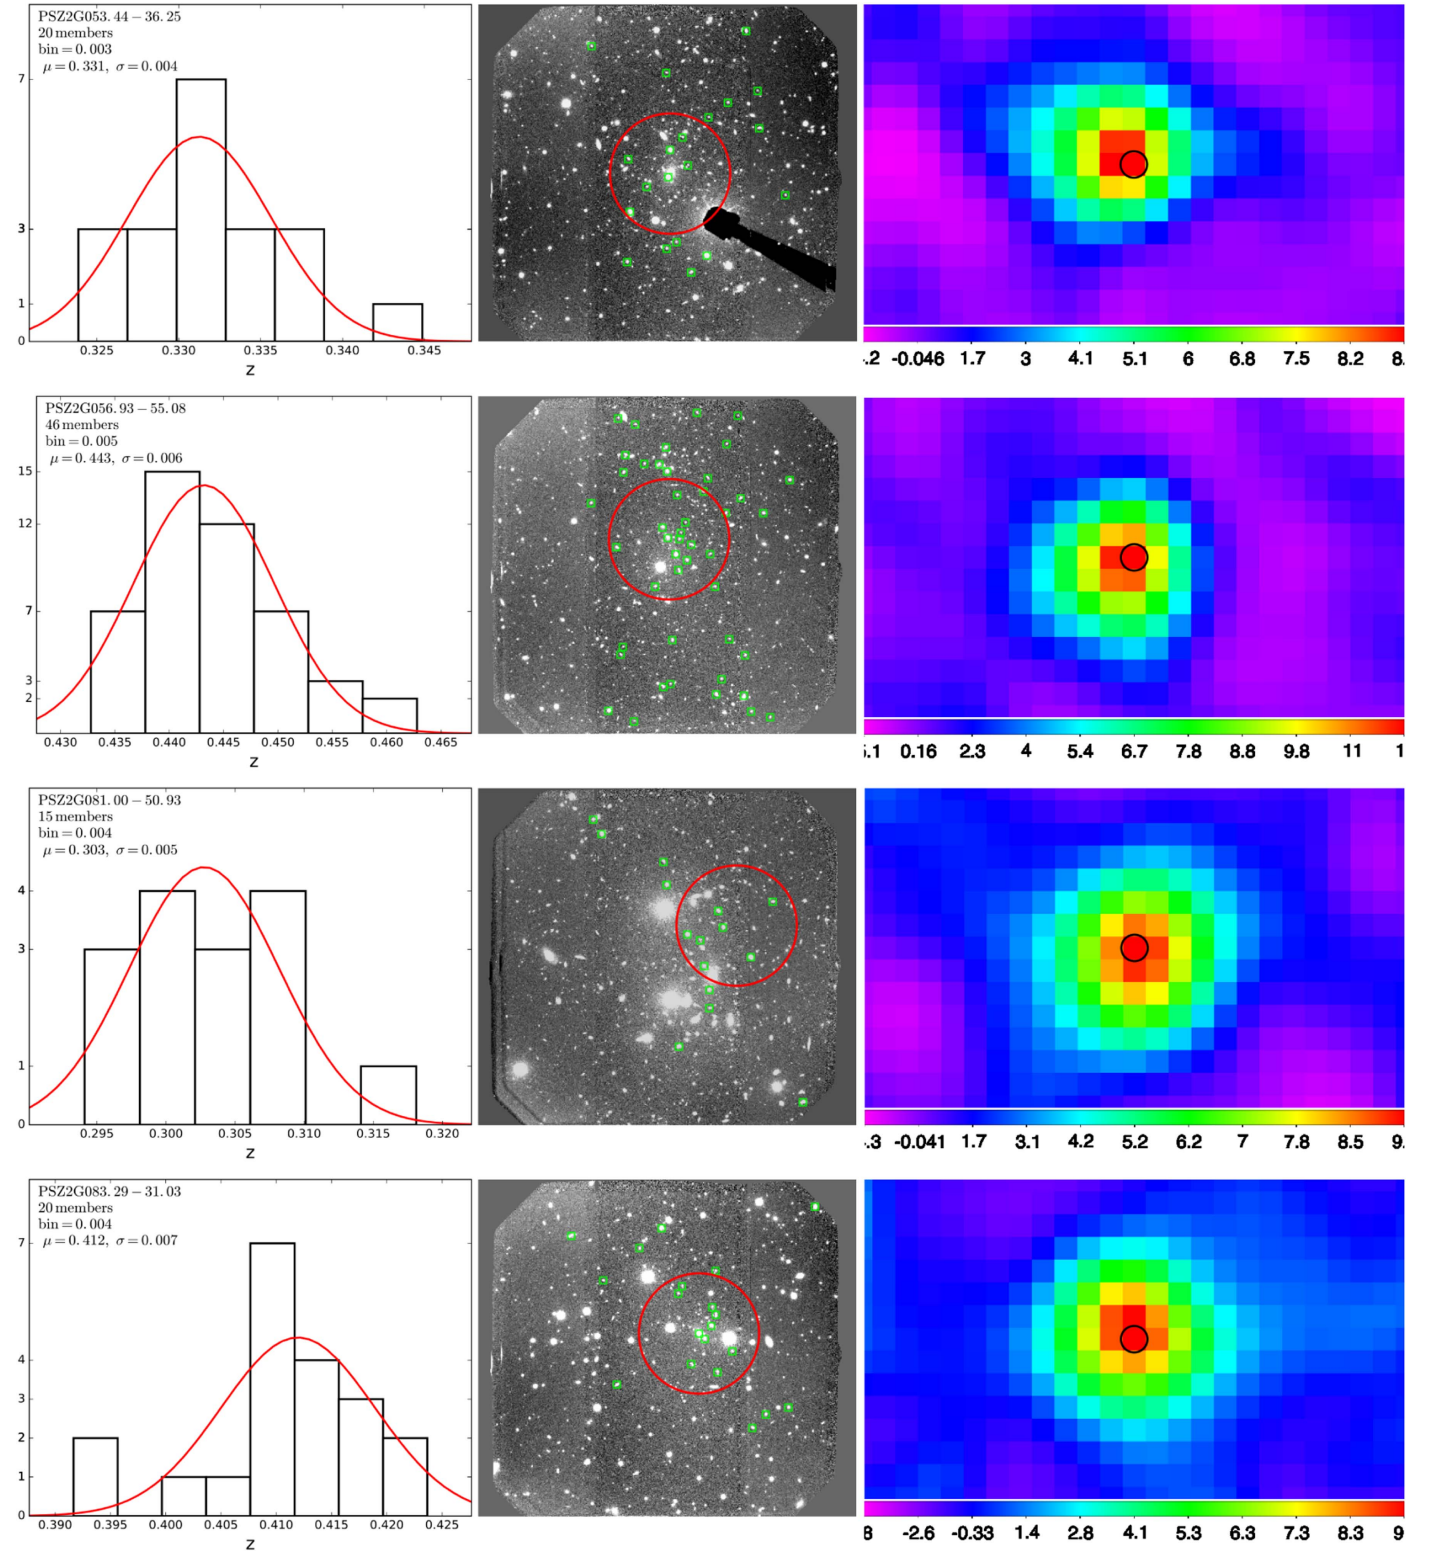 PSZ2G053.44−36.25
20 members
bin = 0.003
μ = 0.331, σ = 0.004
7
3
1
0
0.325 0.330 0.335 0.340 0.345
z
.2 -0.046 1.7 3 4.1 5.1 6 6.8 7.5 8.2 8.
PSZ2G056.93−55.08
46 members
bin = 0.005
μ = 0.443, σ = 0.006
15
12
7
3
2
0.430 0.435 0.440 0.445 0.450 0.455 0.460 0.465
z
5.1 0.16 2.3 4 5.4 6.7 7.8 8.8 9.8 11 1
PSZ2G081.00−50.93
15 members
bin = 0.004
μ = 0.303, σ = 0.005
4
3
1
0
0.295 0.300 0.305 0.310 0.315 0.320
z
.3 -0.041 1.7 3.1 4.2 5.2 6.2 7 7.8 8.5 9.
PSZ2G083.29−31.03
20 members
bin = 0.004
μ = 0.412, σ = 0.007
7
4
3
2
1
0
0.390 0.395 0.400 0.405 0.410 0.415 0.420 0.425
z
8 -2.6 -0.33 1.4 2.8 4.1 5.3 6.3 7.3 8.3 9